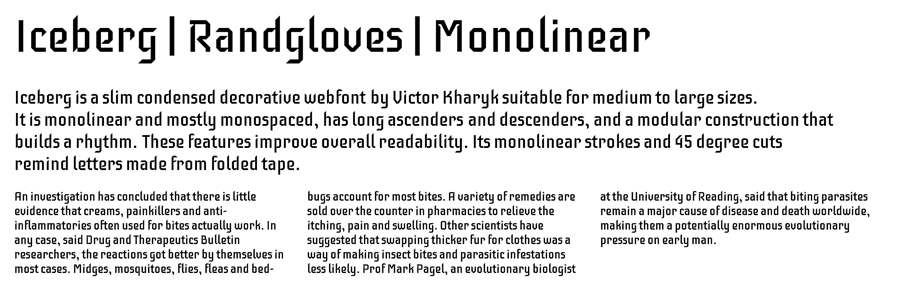 Iceberg | Randgloves | Monolinear
Iceberg is a slim condensed decorative webfont by Victor Kharyk suitable for medium to large sizes.
It is monolinear and mostly monospaced, has long ascenders and descenders, and a modular construction that
builds a rhythm. These features improve overall readability. Its monolinear strokes and 45 degree cuts
remind letters made from folded tape.
An investigation has concluded that there is little
evidence that creams, painkillers and anti-
inflammatories often used for bites actually work. In
any case, said Drug and Therapeutics Bulletin
researchers, the reactions got better by themselves in
most cases. Midges, mosquitoes, flies, fleas and bed-
bugs account for most bites. A variety of remedies are
sold over the counter in pharmacies to relieve the
itching, pain and swelling. Other scientists have
suggested that swapping thicker fur for clothes was a
way of making insect bites and parasitic infestations
less likely. Prof Mark Pagel, an evolutionary biologist
at the University of Reading, said that biting parasites
remain a major cause of disease and death worldwide,
making them a potentially enormous evolutionary
pressure on early man.